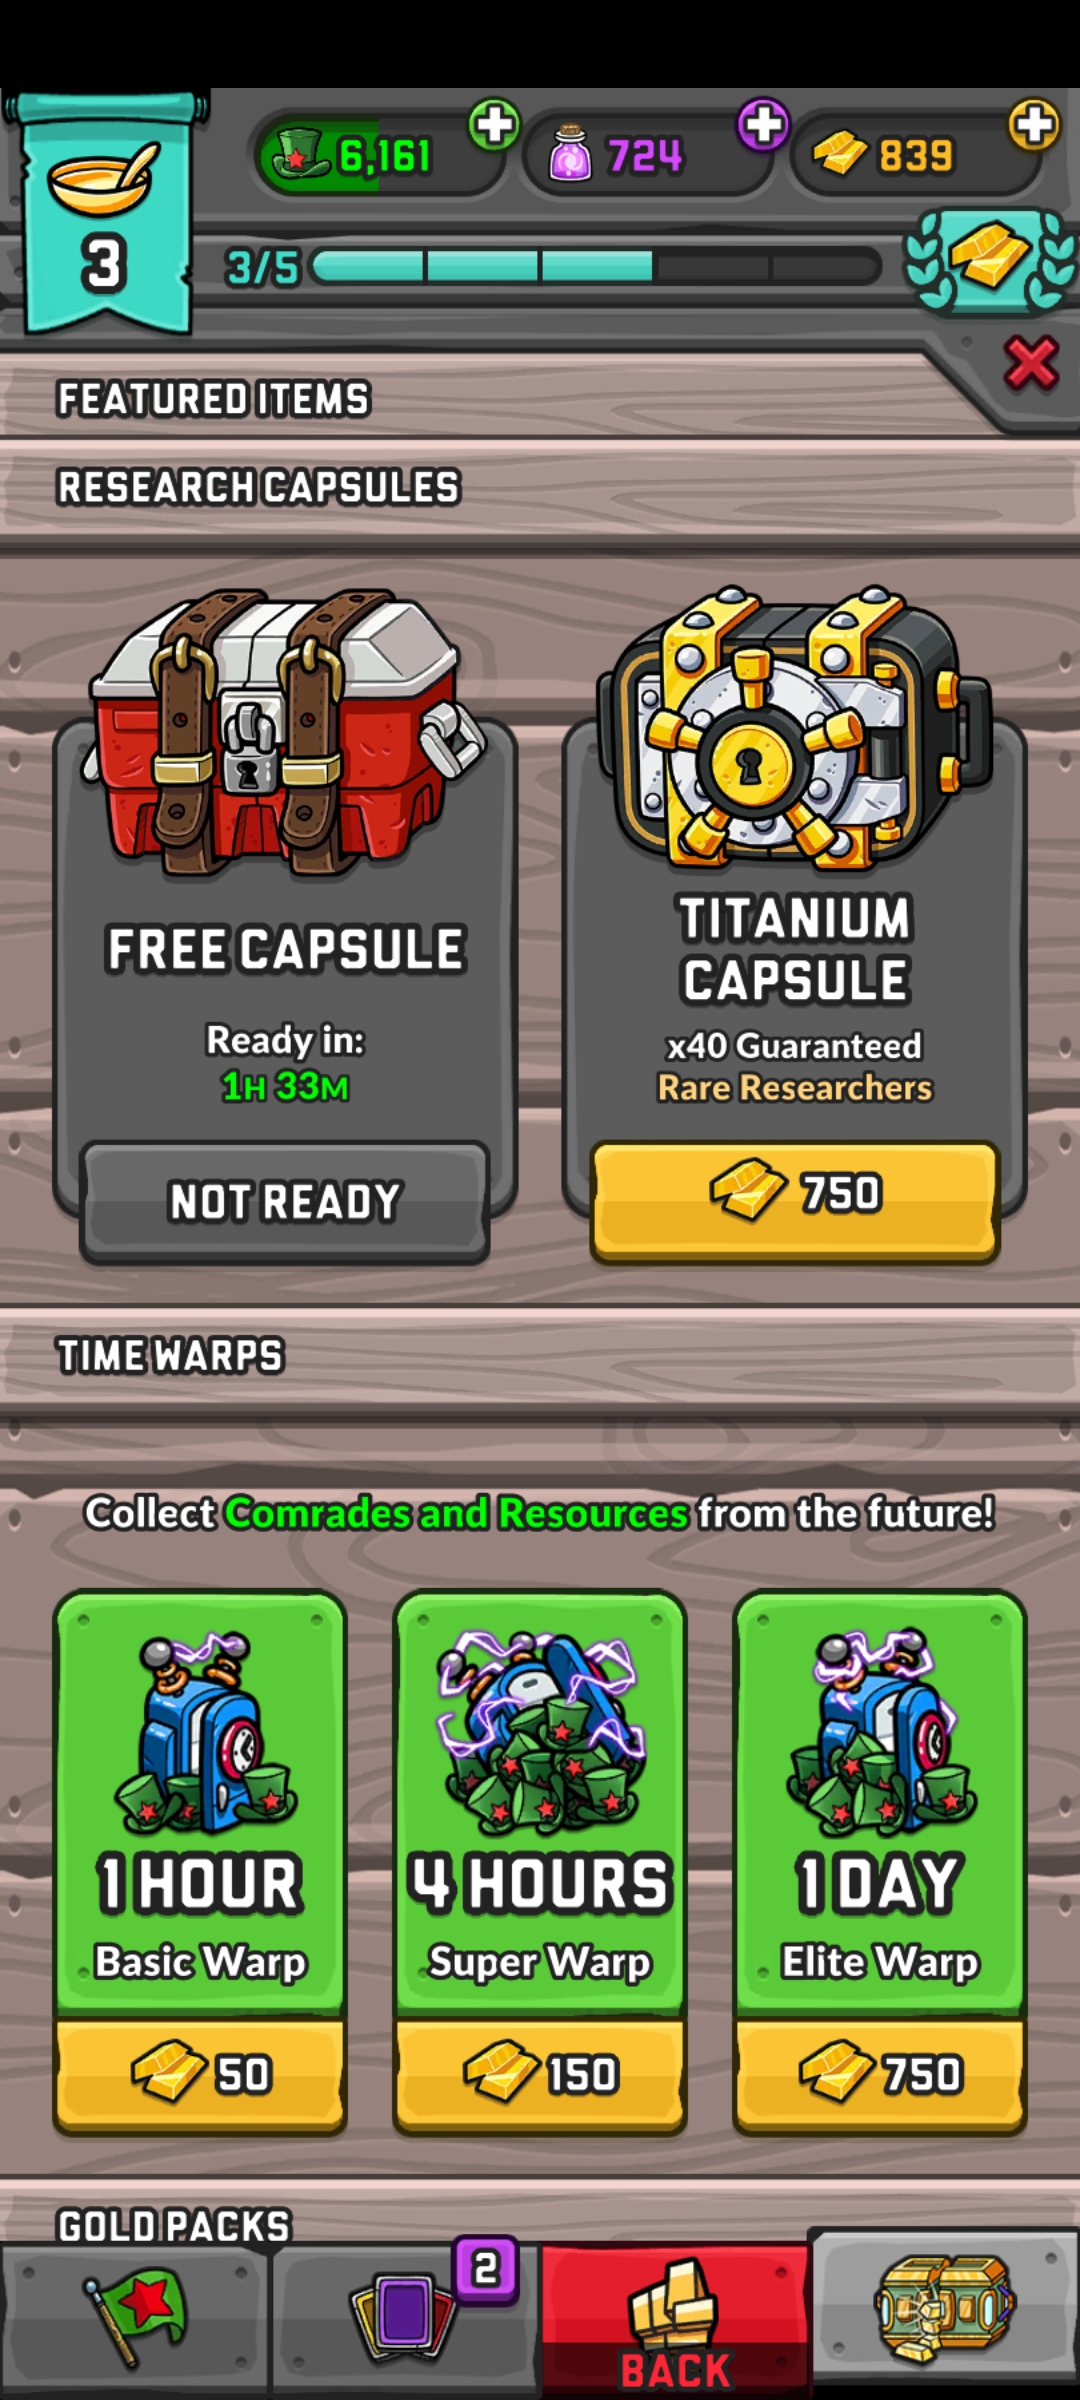 6,161
724
839
3
3/5
FEATURED ITEMS
RESEARCH CAPSULES
FREE CAPSULE
Ready in:
1H 33M
NOT READY
TITANIUM
CAPSULE
x40 Guaranteed
Rare Researchers
750
TIME WARPS
Collect Comrades and Resources from the future!
1 HOUR
Basic Warp
50
4 HOURS
Super Warp
150
1 DAY
Elite Warp
750
GOLD PACKS
2
BACK